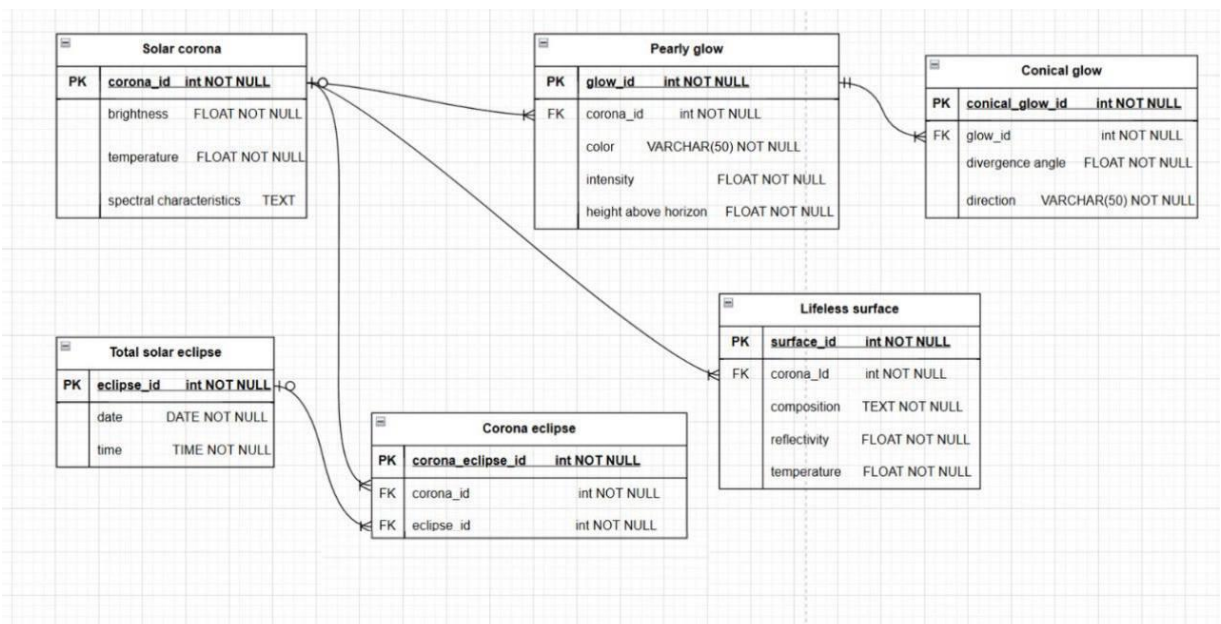 Solar corona
PK corona_id int NOT NULL
brightness FLOAT NOT NULL
temperature FLOAT NOT NULL
spectral characteristics TEXT
Pearly glow
PK glow_id int NOT NULL
FK corona_id int NOT NULL
color VARCHAR(50) NOT NULL
intensity FLOAT NOT NULL
height above horizon FLOAT NOT NULL
Conical glow
PK conical_glow_id int NOT NULL
FK glow_id int NOT NULL
divergence angle FLOAT NOT NULL
direction VARCHAR(50) NOT NULL
Lifeless surface
PK surface_id int NOT NULL
FK corona_Id int NOT NULL
composition TEXT NOT NULL
reflectivity FLOAT NOT NULL
temperature FLOAT NOT NULL
Total solar eclipse
PK eclipse_id int NOT NULL
date DATE NOT NULL
time TIME NOT NULL
Corona eclipse
PK corona_eclipse_id int NOT NULL
FK corona_id int NOT NULL
FK eclipse_id int NOT NULL